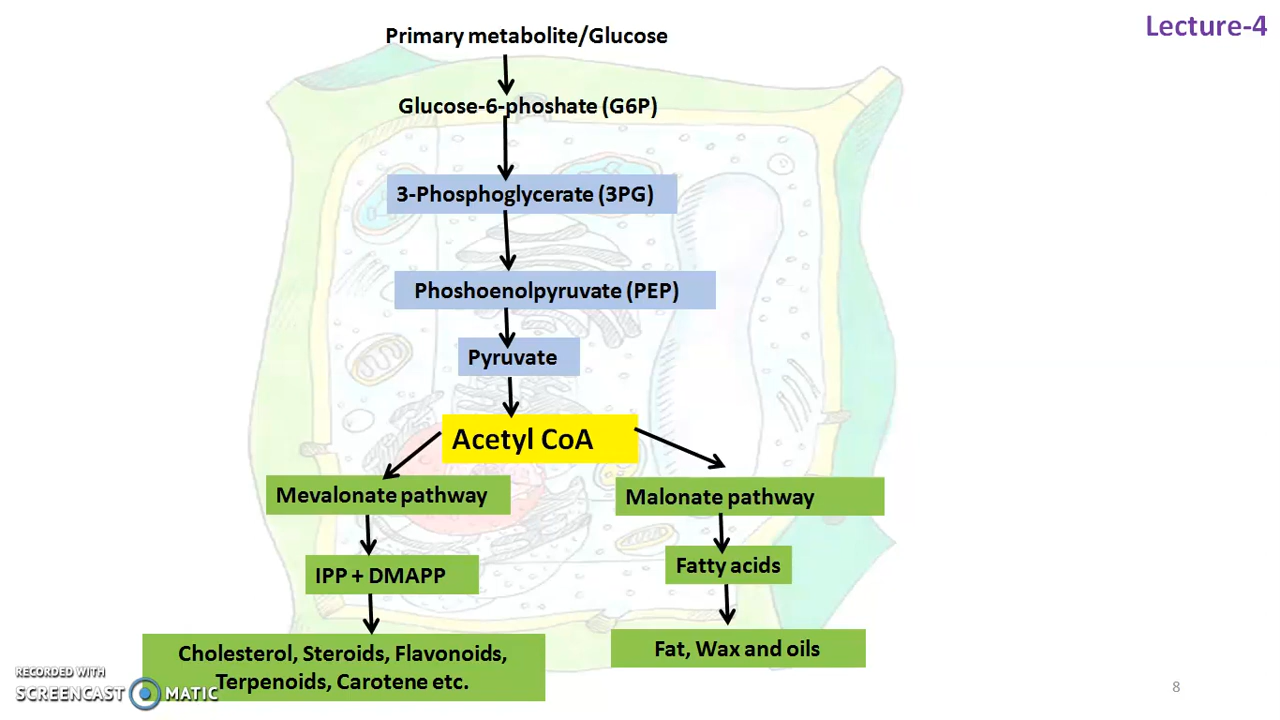 Lecture-4
Primary metabolite/Glucose
Glucose-6-phoshate (G6P)
3-Phosphoglycerate (3PG)
Phoshoenolpyruvate (PEP)
Pyruvate
Acetyl CoA
Mevalonate pathway
Malonate pathway
IPP + DMAPP
Fatty acids
Cholesterol, Steroids, Flavonoids,
Terpenoids, Carotene etc.
Fat, Wax and oils
RECORDED WITH
SCREENCAST MATIC
8